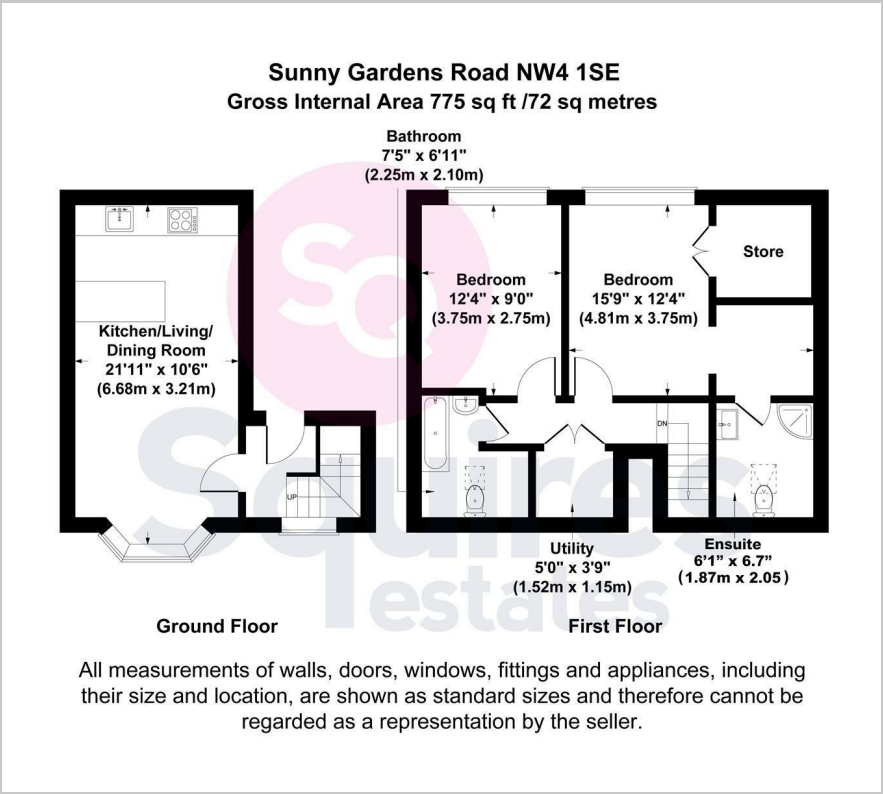 Sunny Gardens Road NW4 1SE
Gross Internal Area 775 sq ft /72 sq metres
Bathroom
7'5" x 6'11"
(2.25m x 2.10m)
SQ
Store
Bedroom
12'4" x 9'0"
(3.75m x 2.75m)
Bedroom
15'9" x 12'4"
(4.81m x 3.75m)
Kitchen/Living/
Dining Room
21'11" x 10'6"
(6.68m x 3.21m)
DN
UP
Squires
estates
Utility
5'0" x 3'9"
(1.52m x 1.15m)
Ensuite
6'1” x 6.7”
(1.87m x 2.05)
Ground Floor
First Floor
All measurements of walls, doors, windows, fittings and appliances, including
their size and location, are shown as standard sizes and therefore cannot be
regarded as a representation by the seller.